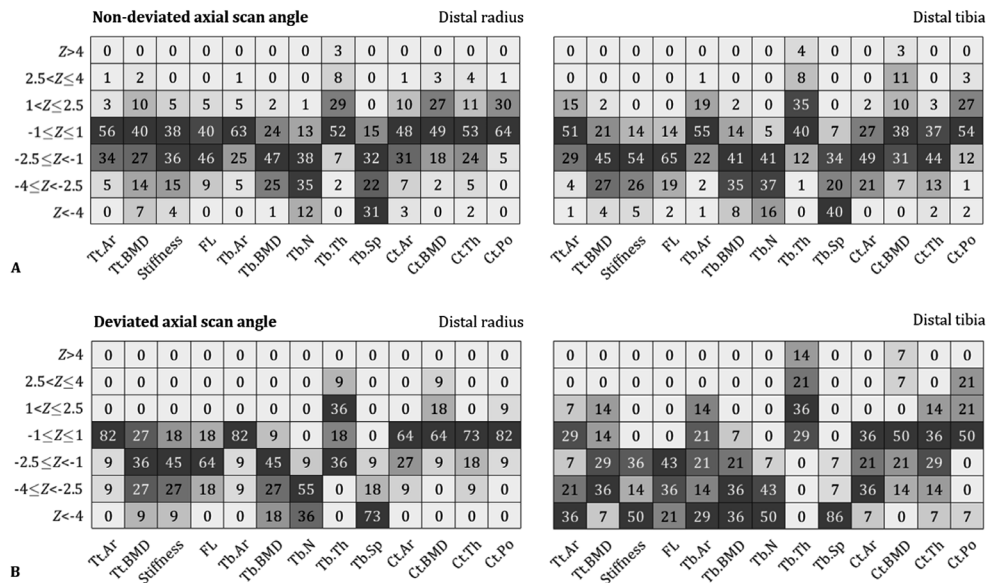 Non-deviated axial scan angle Distal radius Distal tibia
Z>4 0 0 0 0 0 0 0 3 0 0 0 0 0 0 0 0 0 0 0 0 4 0 0 3 0 0
2.5<Z≤4 1 2 0 0 1 0 0 8 0 1 3 4 1 0 0 0 0 1 0 0 8 0 0 11 0 3
1<Z≤2.5 3 10 5 5 5 2 1 29 0 10 27 11 30 15 2 0 0 19 2 0 35 0 2 10 3 27
-1≤Z≤1 56 40 38 40 63 24 13 52 15 48 49 53 64 51 21 14 14 55 14 5 40 7 27 38 37 54
-2.5≤Z<-1 34 27 36 46 25 47 38 7 32 31 18 24 5 29 45 54 65 22 41 41 12 34 49 31 44 12
-4≤Z<-2.5 5 14 15 9 5 25 35 2 22 7 2 5 0 4 27 26 19 2 35 37 1 20 21 7 13 1
Z<-4 0 7 4 0 0 1 12 0 31 3 0 2 0 1 4 5 2 1 8 16 0 40 0 0 2 2
Tt.Ar Tt.BMD Stiffness FL Tb.Ar Tb.BMD Tb.N Tb.Th Tb.Sp Ct.Ar Ct.BMD Ct.Th Ct.Po Tt.Ar Tt.BMD Stiffness FL Tb.Ar Tb.BMD Tb.N Tb.Th Tb.Sp Ct.Ar Ct.BMD Ct.Th Ct.Po
A
Deviated axial scan angle Distal radius Distal tibia
Z>4 0 0 0 0 0 0 0 0 0 0 0 0 0 0 0 0 0 0 0 0 14 0 0 7 0 0
2.5<Z≤4 0 0 0 0 0 0 0 9 0 0 9 0 0 0 0 0 0 0 0 0 21 0 0 7 0 21
1<Z≤2.5 0 0 0 0 0 0 0 36 0 0 18 0 9 7 14 0 0 14 0 0 36 0 0 0 14 21
-1≤Z≤1 82 27 18 18 82 9 0 18 0 64 64 73 82 29 14 0 0 21 7 0 29 0 36 50 36 50
-2.5≤Z<-1 9 36 45 64 9 45 9 36 9 27 9 18 9 7 29 36 43 21 21 7 0 7 21 21 29 0
-4≤Z<-2.5 9 27 27 18 9 27 55 0 18 9 0 9 0 21 36 14 36 14 36 43 0 7 36 14 14 0
Z<-4 0 9 9 0 0 18 36 0 73 0 0 0 0 36 7 50 21 29 36 50 0 86 7 0 7 7
Tt.Ar Tt.BMD Stiffness FL Tb.Ar Tb.BMD Tb.N Tb.Th Tb.Sp Ct.Ar Ct.BMD Ct.Th Ct.Po Tt.Ar Tt.BMD Stiffness FL Tb.Ar Tb.BMD Tb.N Tb.Th Tb.Sp Ct.Ar Ct.BMD Ct.Th Ct.Po
B